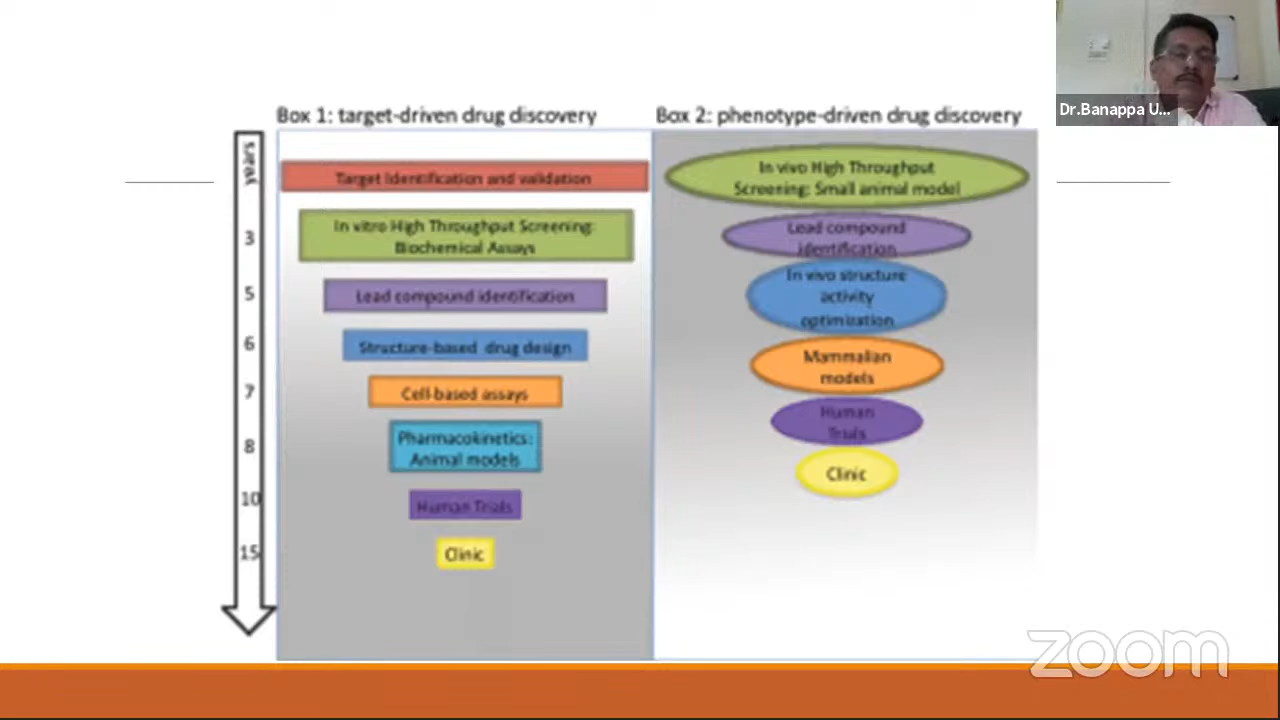 Dr.Banappa U...
Box 1: target-driven drug discovery
Box 2: phenotype-driven drug discovery
years
3
5
6
7
8
10
15
Target Identification and validation
In vitro High Throughput Screening:
Biochemical Assays
Lead compound identification
Structure-based drug design
Cell-based assays
Pharmacokinetics:
Animal models
Human Trials
Clinic
In vivo High Throughput
Screening: Small animal model
Lead compound
identification
In vivo structure
activity
optimization
Mammalian
models
Human
Trials
Clinic
zoom